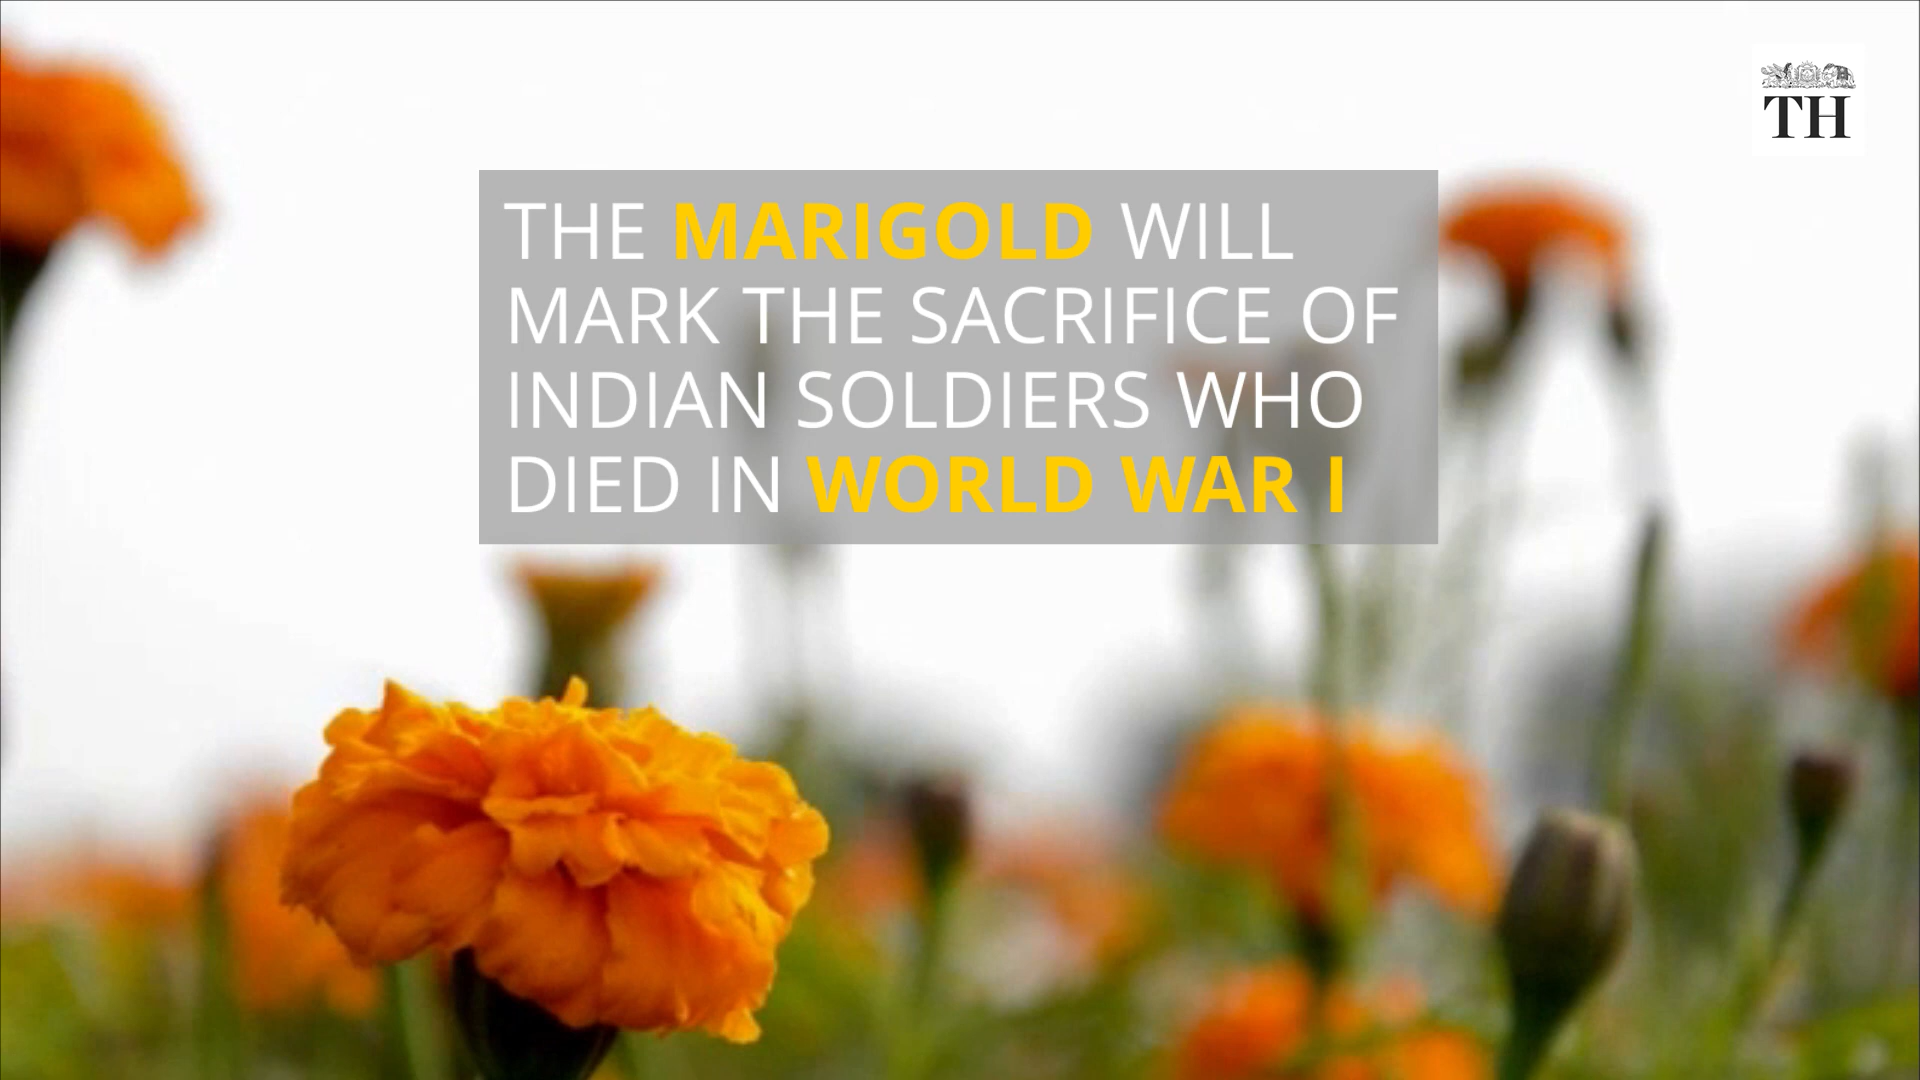 TH
THE MARIGOLD WILL
MARK THE SACRIFICE OF
INDIAN SOLDIERS WHO
DIED IN WORLD WAR I